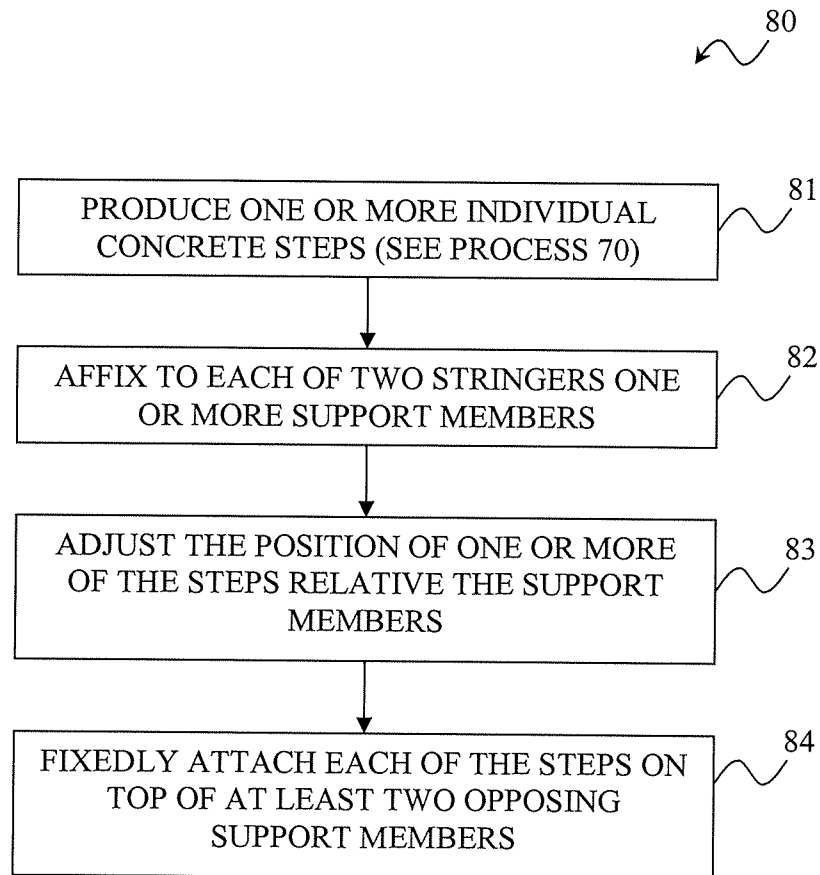 80
PRODUCE ONE OR MORE INDIVIDUAL
CONCRETE STEPS (SEE PROCESS 70)
81
AFFIX TO EACH OF TWO STRINGERS ONE
OR MORE SUPPORT MEMBERS
82
ADJUST THE POSITION OF ONE OR MORE
OF THE STEPS RELATIVE THE SUPPORT
MEMBERS
83
FIXEDLY ATTACH EACH OF THE STEPS ON
TOP OF AT LEAST TWO OPPOSING
SUPPORT MEMBERS
84